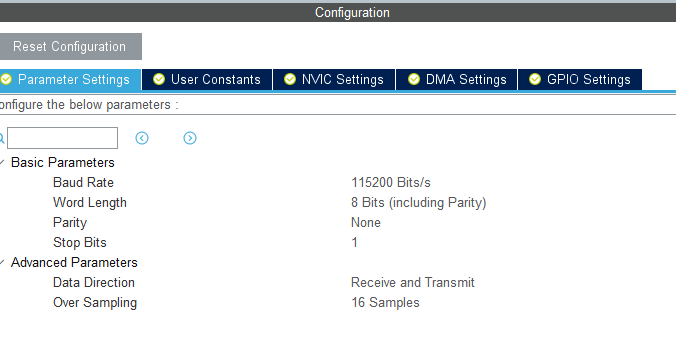 Configuration
Reset Configuration
Parameter Settings User Constants NVIC Settings DMA Settings GPIO Settings
onfigure the below parameters :
Basic Parameters
Baud Rate 115200 Bits/s
Word Length 8 Bits (including Parity)
Parity None
Stop Bits 1
Advanced Parameters
Data Direction Receive and Transmit
Over Sampling 16 Samples